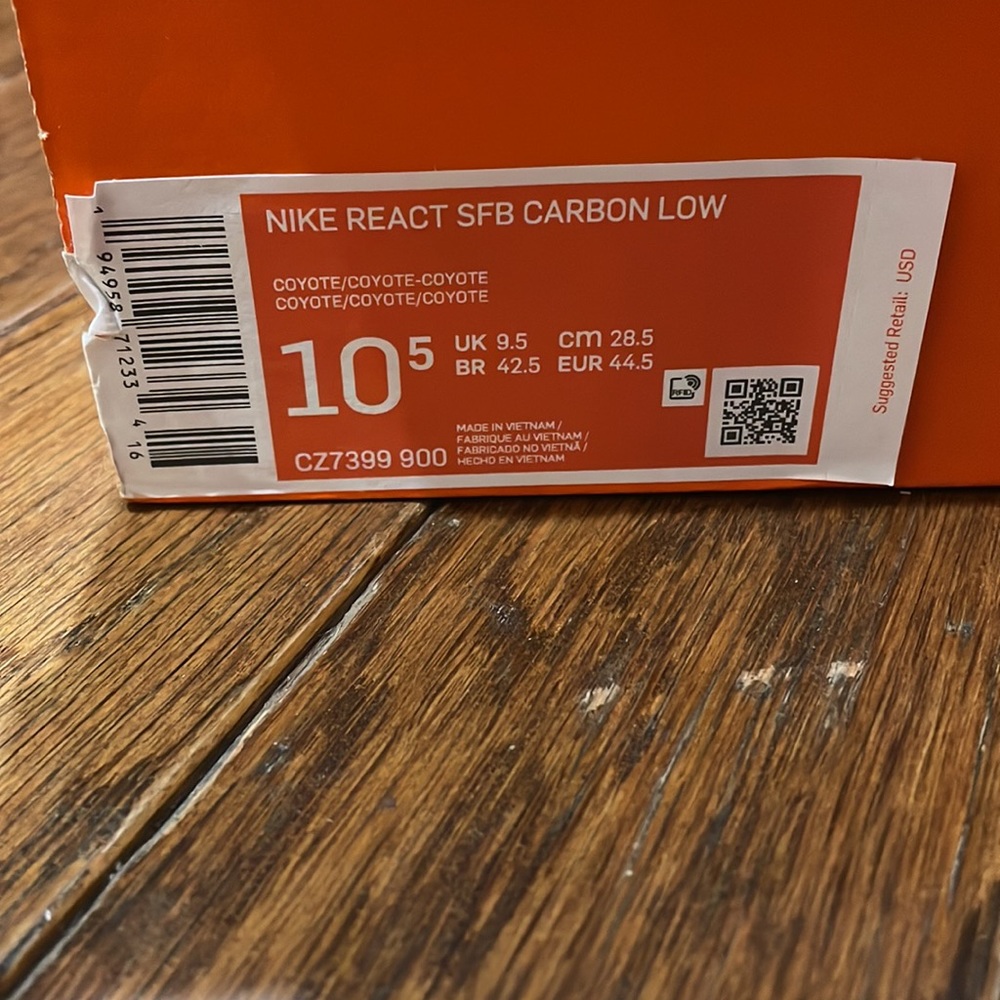 NIKE REACT SFB CARBON LOW
COYOTE/COYOTE-COYOTE
COYOTE/COYOTE/COYOTE
10⁵
UK 9.5 cm 28.5
BR 42.5 EUR 44.5
CZ7399 900
MADE IN VIETNAM /
FABRIQUE AU VIETNAM /
FABRICADO NO VIETNÃ /
HECHO EN VIETNAM
RFID
Suggested Retail: USD
1 94958 71233 4 16